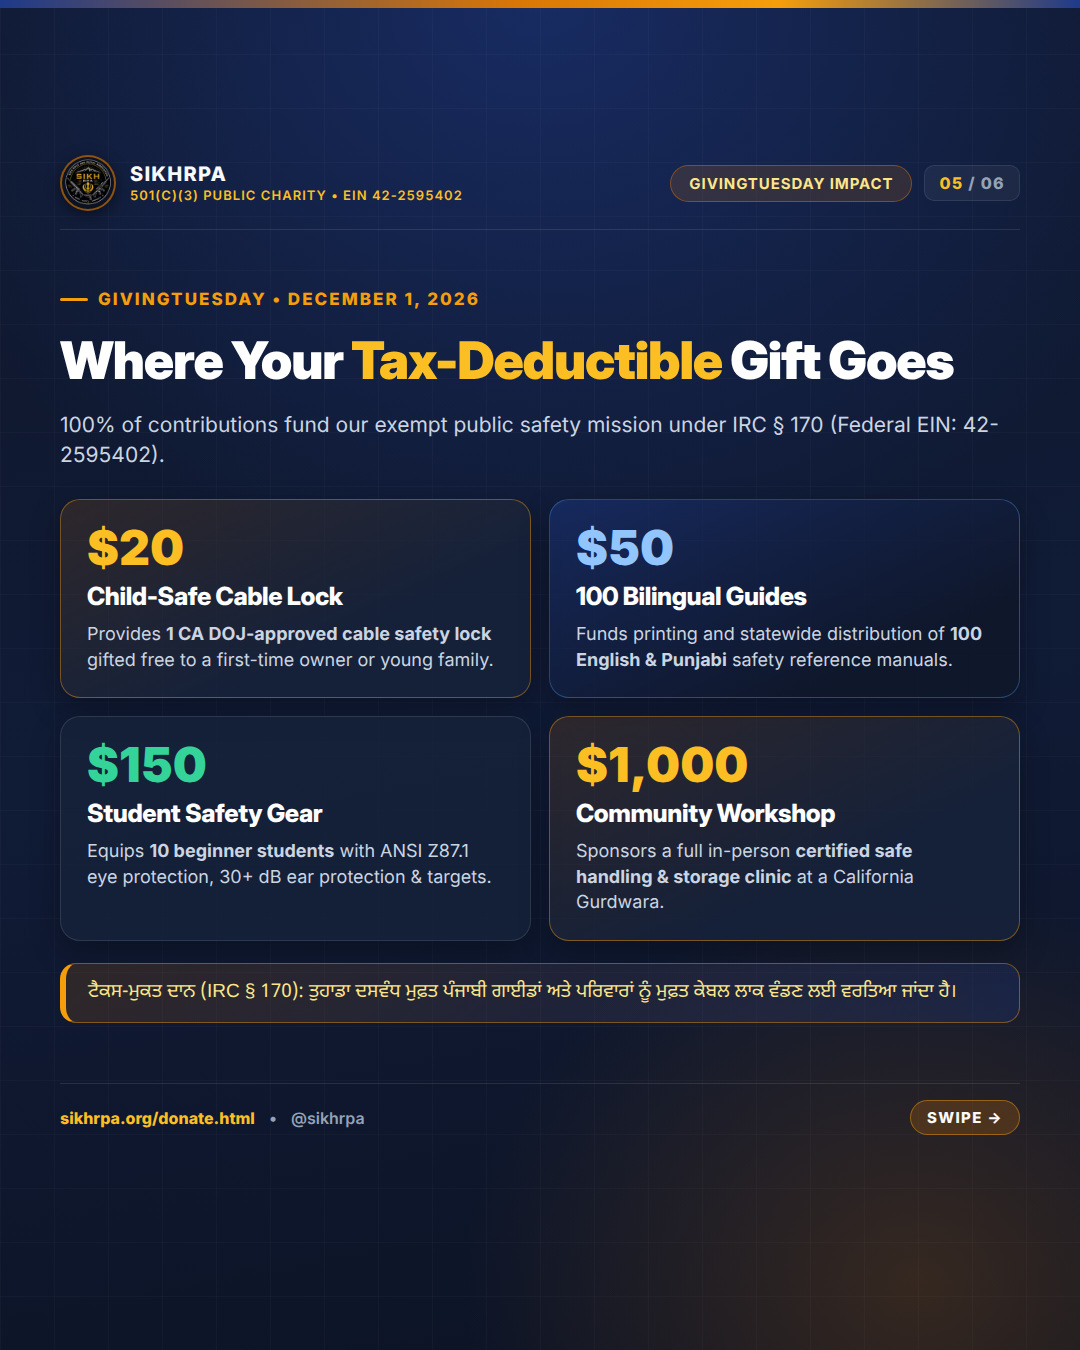 SIKH
SIKHRPA
501(C)(3) PUBLIC CHARITY • EIN 42-2595402
GIVINGTUESDAY IMPACT
05 / 06
GIVINGTUESDAY • DECEMBER 1, 2026
Where Your Tax-Deductible Gift Goes
100% of contributions fund our exempt public safety mission under IRC § 170 (Federal EIN: 42-
2595402).
$20
Child-Safe Cable Lock
Provides 1 CA DOJ-approved cable safety lock
gifted free to a first-time owner or young family.
$50
100 Bilingual Guides
Funds printing and statewide distribution of 100
English & Punjabi safety reference manuals.
$150
Student Safety Gear
Equips 10 beginner students with ANSI Z87.1
eye protection, 30+ dB ear protection & targets.
$1,000
Community Workshop
Sponsors a full in-person certified safe
handling & storage clinic at a California
Gurdwara.
ਟੈਕਸ-ਮੁਕਤ ਦਾਨ (IRC § 170): ਤੁਹਾਡਾ ਦਸਵੰਧ ਮੁਫ਼ਤ ਪੰਜਾਬੀ ਗਾਈਡਾਂ ਅਤੇ ਪਰਿਵਾਰਾਂ ਨੂੰ ਮੁਫ਼ਤ ਕੇਬਲ ਲਾਕ ਵੰਡਣ ਲਈ ਵਰਤਿਆ ਜਾਂਦਾ ਹੈ।
sikhrpa.org/donate.html • @sikhrpa
SWIPE →